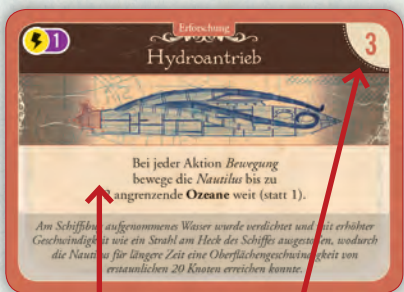 Erforschung
1
3
Hydroantrieb
Bei jeder Aktion Bewegung
bewege die Nautilus bis zu
angrenzende Ozeane weit (statt 1).
Am Schiffsbug aufgenommenes Wasser wurde verdichtet und mit erhöhter
Geschwindigkeit wie ein Strahl am Heck des Schiffes ausgestoßen, wodurch
die Nautilus für längere Zeit eine Oberflächengeschwindigkeit von
erstaunlichen 20 Knoten erreichen konnte.